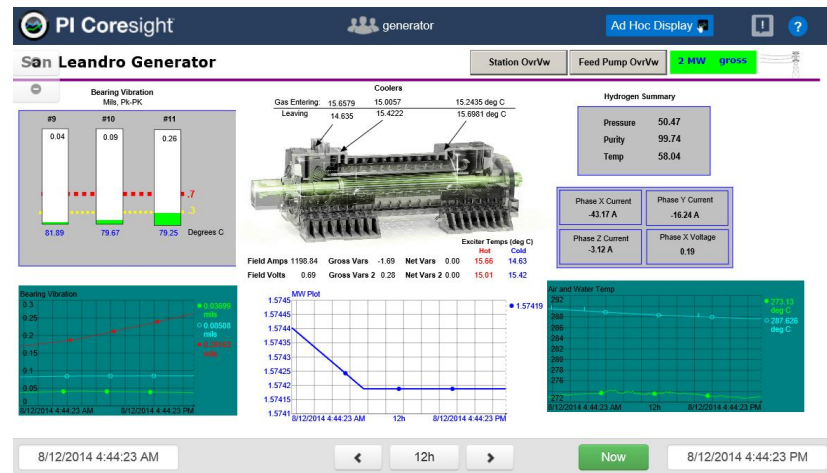 PI Coresight
generator
Ad Hoc Display
?
San Leandro Generator
Station OvrVw
Feed Pump OvrVw
2 MW gross
Bearing Vibration
Mils, Pk-PK
#9 #10 #11
0.04 0.09 0.26
.7
.3
81.89 79.67 79.25 Degrees C
Coolers
Gas Entering: 15.6579 15.0057 15.2435 deg C
Leaving 14.635 15.4222 15.6981 deg C
Exciter Temps (deg C)
Hot Cold
Field Amps 1198.84 Gross Vars -1.69 Net Vars 0.00 15.66 14.63
Field Volts 0.69 Gross Vars 2 0.28 Net Vars 2 0.00 15.01 15.42
Hydrogen Summary
Pressure 50.47
Purity 99.74
Temp 58.04
Phase X Current
-43.17 A
Phase Y Current
-16.24 A
Phase Z Current
-3.12 A
Phase X Voltage
0.19
Bearing Vibration
0.3
0.25
0.2
0.15
0.1
0.05
0
0.03699
mils
0.08508
mils
mils
8/12/2014 4:44:23 AM 8/12/2014 4:44:23 PM
MW Plot
1.5745
1.57445
1.5744
1.57435
1.5743
1.57425
1.5742
1.57415
1.5741
1.57419
8/12/2014 4:44:23 AM 12h 8/12/2014 4:44:23 PM
Air and Water Temp
292
288
286
284
282
280
278
276
272
273.13
deg C
287.626
deg C
8/12/2014 4:44:23 AM 12h 8/12/2014 4:44:23 PM
8/12/2014 4:44:23 AM
12h
Now
8/12/2014 4:44:23 PM